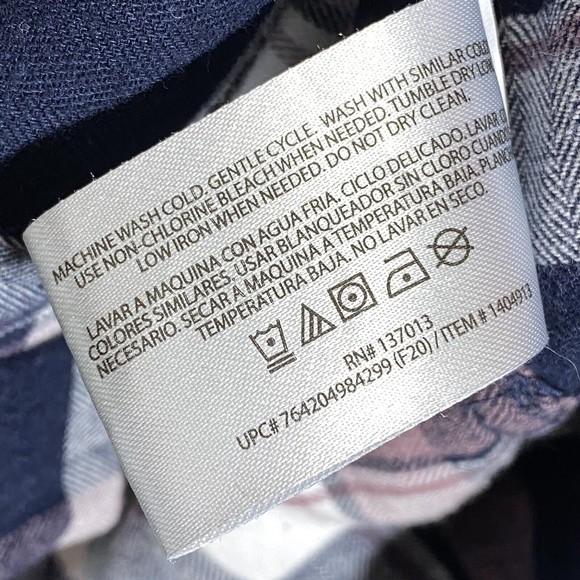 MACHINE WASH COLD. GENTLE CYCLE. WASH WITH SIMILAR COLO
USE NON-CHLORINE BLEACH WHEN NEEDED. TUMBLE DRY LOW
LOW IRON WHEN NEEDED. DO NOT DRY CLEAN.
LAVAR A MAQUINA CON AGUA FRIA. CICLO DELICADO. LAVAR
COLORES SIMILARES. USAR BLANQUEADOR SIN CLORO CUANDO
NECESARIO. SECAR A MAQUINA A TEMPERATURA BAJA. PLANCH
TEMPERATURA BAJA. NO LAVAR EN SECO.
RN# 137013
UPC# 764204984299 (F20) / ITEM # 1404913